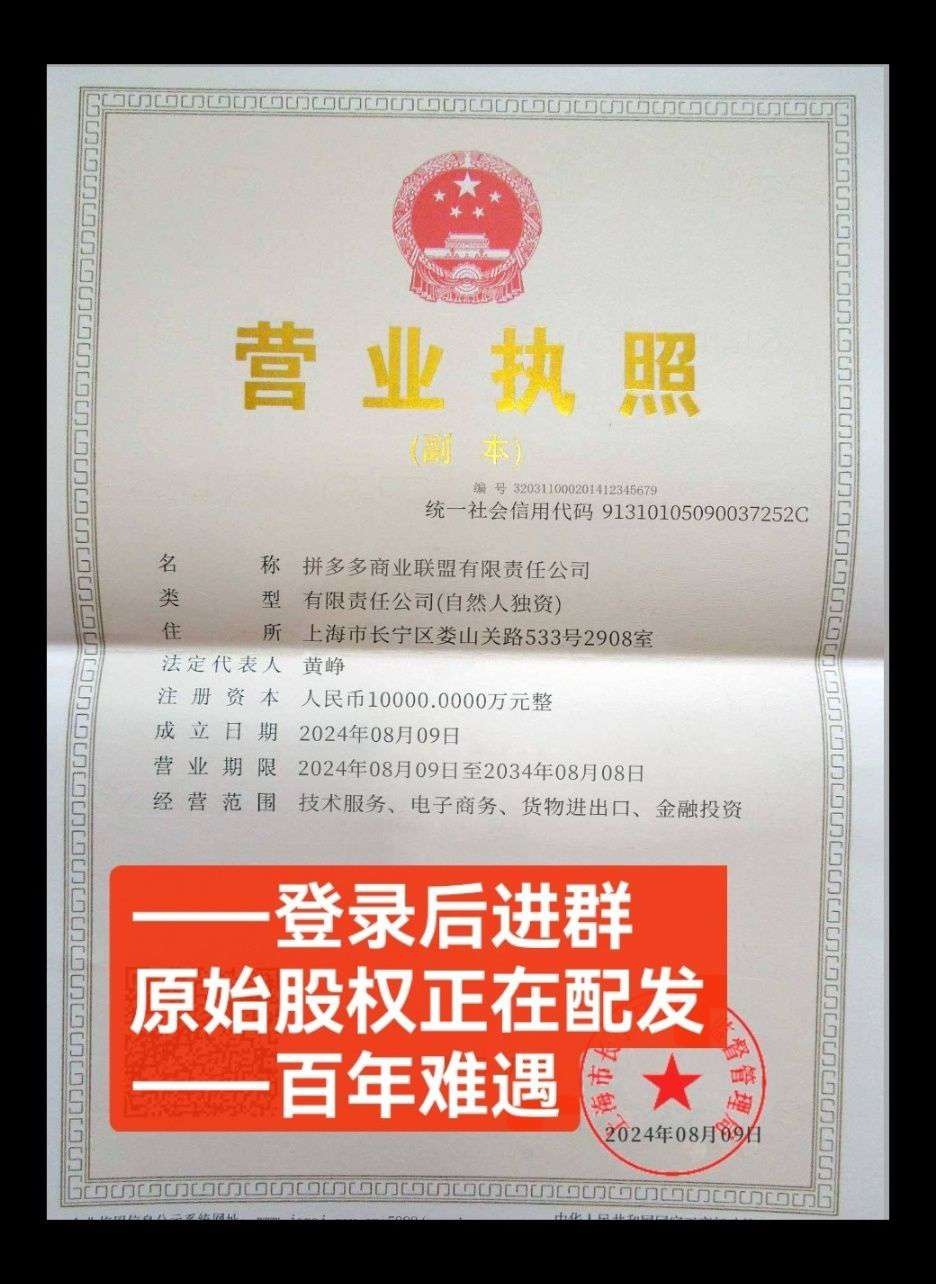 营业执照
(副 本)
编 号 320311000201412345679
统一社会信用代码 91310105090037252C
名 称 拼多多商业联盟有限责任公司
类 型 有限责任公司(自然人独资)
住 所 上海市长宁区娄山关路533号2908室
法定代表人 黄峥
注 册 资 本 人民币10000.0000万元整
成 立 日 期 2024年08月09日
营 业 期 限 2024年08月09日至2034年08月08日
经 营 范 围 技术服务、电子商务、货物进出口、金融投资
——登录后进群
原始股权正在配发
——百年难遇
上海市长 督管理局
2024年08月09日